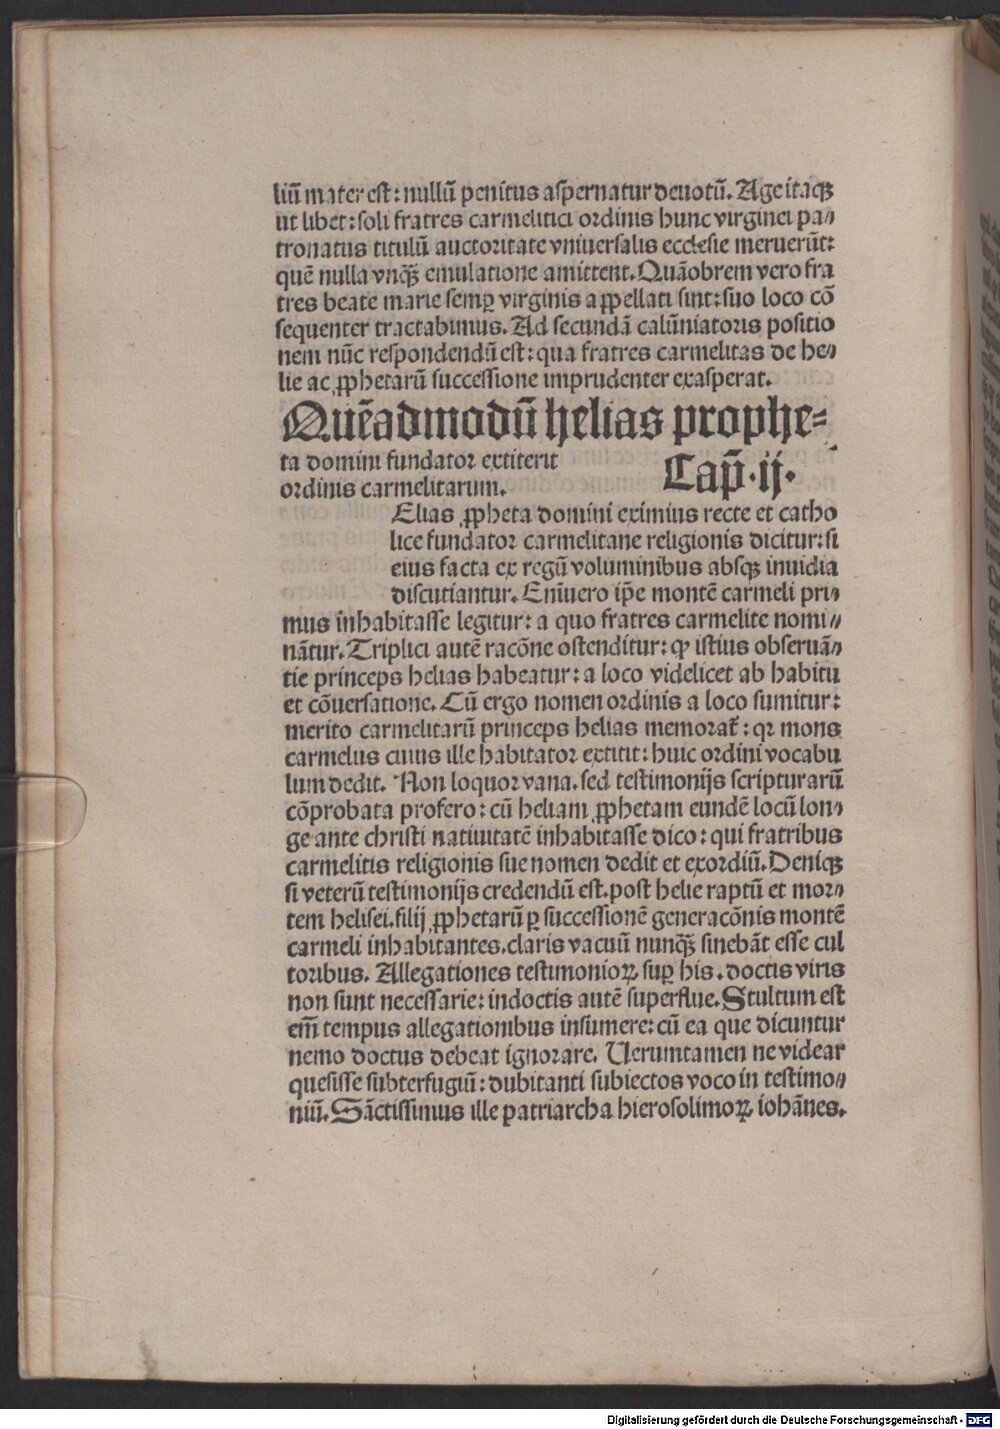 liū mater est: nullū penitus aspernatur deuotū. Age itaqꝫ
ut libet: soli fratres carmelitici ordinis hunc virginei pa⸗
tronatus titulū auctoritate vniuersalis ecclesie meruerūt:
quē nulla vnqꝫ emulatione amittent. Quāobrem vero fra
tres beate marie semꝑ virginis aꝓpellati sint: suo loco cō
sequenter tractabimus. Ad secundā calūniatoris positio
nem nūc respondendū est: qua fratres carmelitas de he⸗
lie ac ꝓphetarū successione imprudenter exasperat.
Quēadmodū helias prophe⸗
ta domini fundator extiterit
ordinis carmelitarum. Cap̄ .ij.
Elias ꝓpheta domini eximius recte et catho
lice fundator carmelitane religionis dicitur: si
eius facta ex regū voluminibus absqꝫ inuidia
discutiantur. Eniuero ip̄e montē carmeli pri⸗
mus inhabitasse legitur: a quo fratres carmelite nomi⸗
nātur. Triplici autē racōne ostenditur: ꝙ istius obseruā⸗
tie princeps helias habeatur: a loco videlicet ab habitu
et cōuersatione. Cū ergo nomen ordinis a loco sumitur:
merito carmelitarū princeps helias memorat᷑: qꝛ mons
carmelus cuius ille habitator extitit: huic ordini vocabu
lum dedit. Non loquor vana. sed testimonijs scripturarū
cōprobata profero: cū heliam ꝓphetam eundē locū lon⸗
ge ante christi natiuitatē inhabitasse dico: qui fratribus
carmelitis religionis sue nomen dedit et exordiū. Deniqꝫ
si veterū testimonijs credendū est. post helie raptū et mor⸗
tem helisei. filij ꝓphetarū ꝑ successionē generacōnis montē
carmeli inhabitantes. claris vacuū nunqꝫ̄ sinebāt esse cul
toribus. Allegationes testimonioꝝ suꝑ his. doctis viris
non sunt necessarie: indoctis autē superflue. Stultum est
em̄ tempus allegationibus insumere: cū ea que dicuntur
nemo doctus debeat ignorare. Uerumtamen ne videar
quesisse subterfugiū: dubitanti subiectos voco in testimo⸗
niū. Sāctissimus ille patriarcha hierosolimoꝝ iohānes.
Digitalisierung gefördert durch die Deutsche Forschungsgemeinschaft - DFG